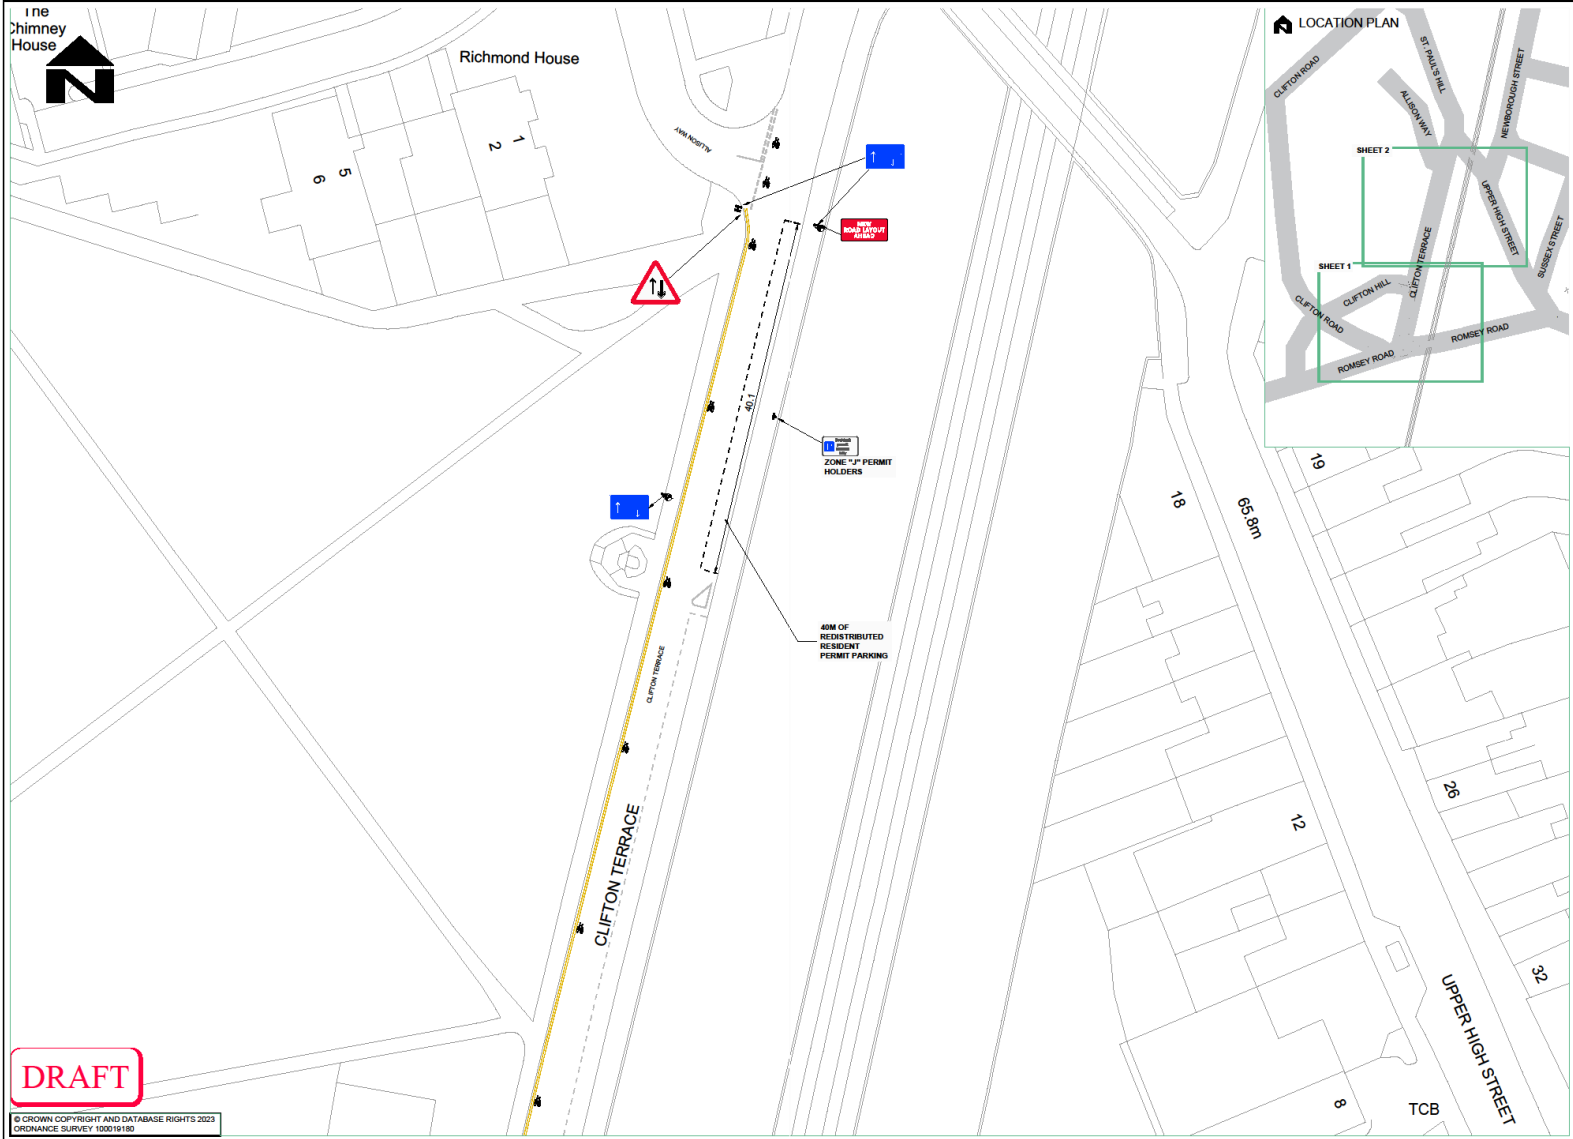 The
Chimney
House
N
Richmond House
1
2
5
6
ALLISON WAY
NEW
ROAD LAYOUT
AHEAD
40.1
ZONE "J" PERMIT
HOLDERS
40M OF
REDISTRIBUTED
RESIDENT
PERMIT PARKING
CLIFTON TERRACE
CLIFTON TERRACE
LOCATION PLAN
CLIFTON ROAD
ST. PAUL'S HILL
ALLISON WAY
NEWBOROUGH STREET
SHEET 2
UPPER HIGH STREET
SUSSEX STREET
CLIFTON TERRACE
SHEET 1
CLIFTON HILL
CLIFTON ROAD
ROMSEY ROAD
ROMSEY ROAD
19
18
65.8m
26
12
32
UPPER HIGH STREET
8
TCB
DRAFT
© CROWN COPYRIGHT AND DATABASE RIGHTS 2023
ORDNANCE SURVEY 100019180